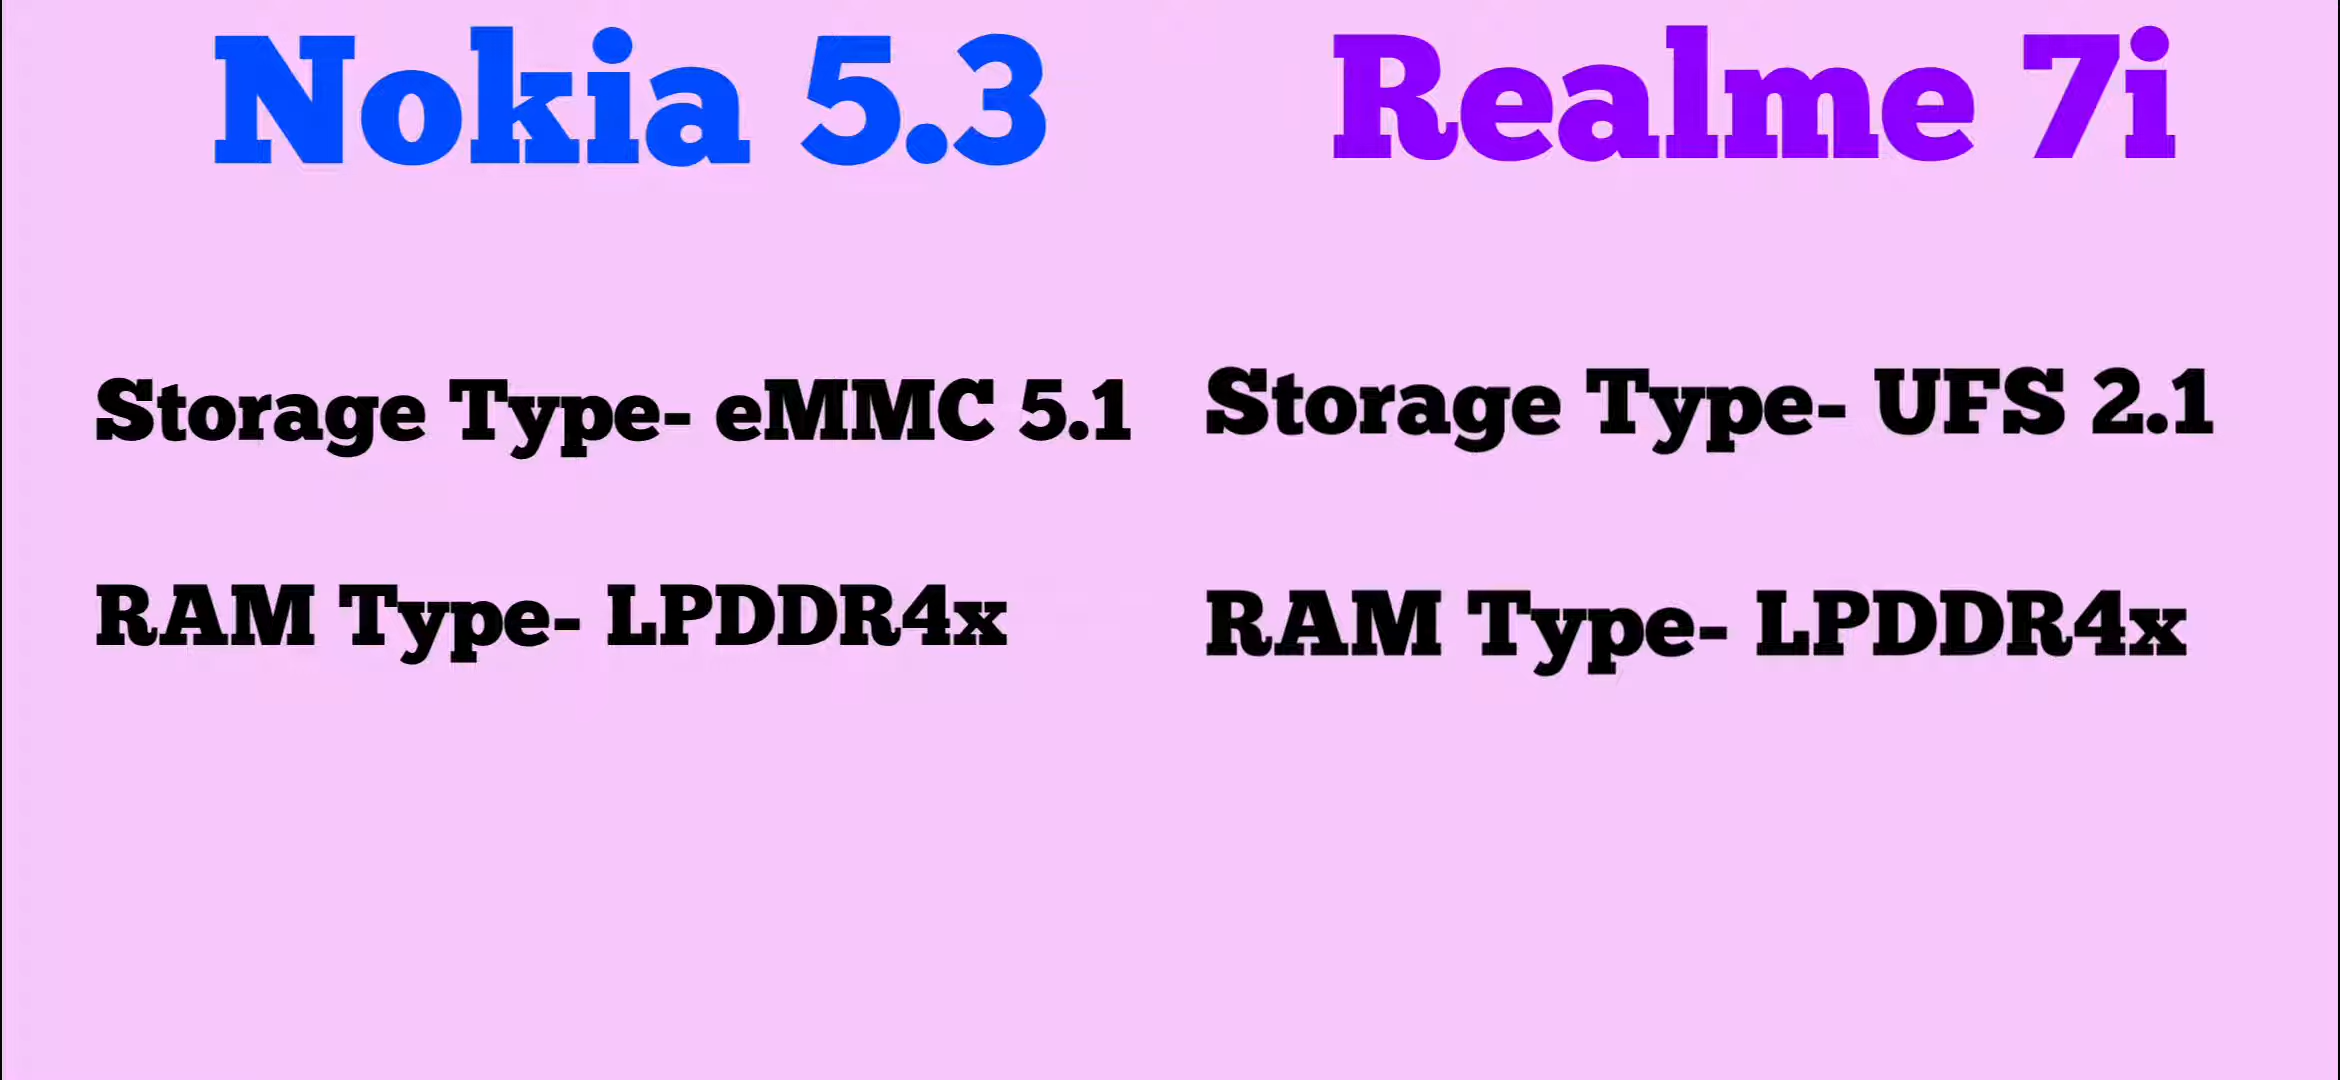 Nokia 5.3
Storage Type- eMMC 5.1
RAM Type- LPDDR4x
Realme 7i
Storage Type- UFS 2.1
RAM Type- LPDDR4x